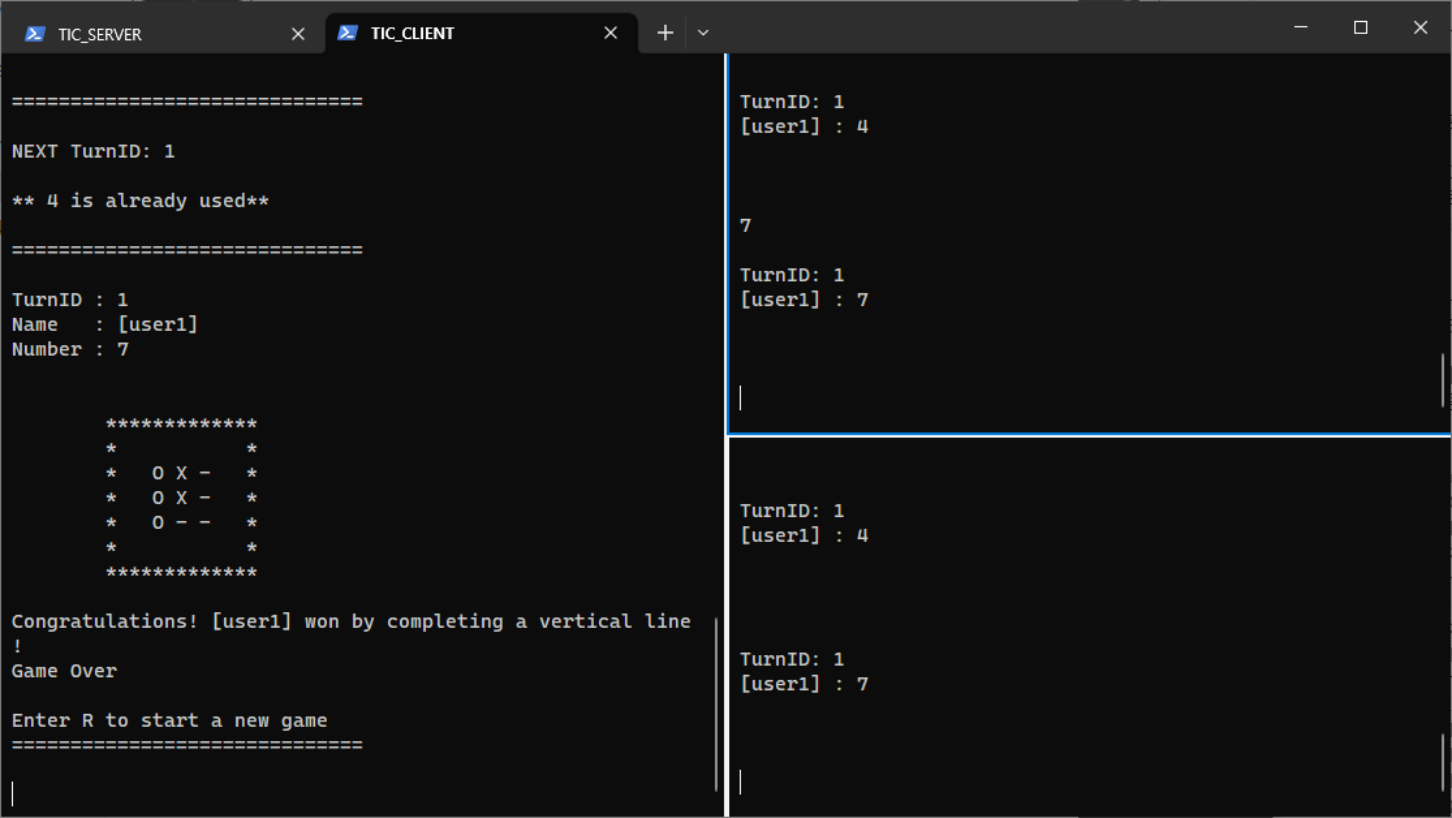 TIC_SERVER
TIC_CLIENT
==============================
NEXT TurnID: 1
** 4 is already used**
==============================
TurnID : 1
Name   : [user1]
Number : 7
*************
*           *
*   O X -   *
*   O X -   *
*   O - -   *
*           *
*************
Congratulations! [user1] won by completing a vertical line
!
Game Over
Enter R to start a new game
==============================
TurnID: 1
[user1] : 4
7
TurnID: 1
[user1] : 7
TurnID: 1
[user1] : 4
TurnID: 1
[user1] : 7